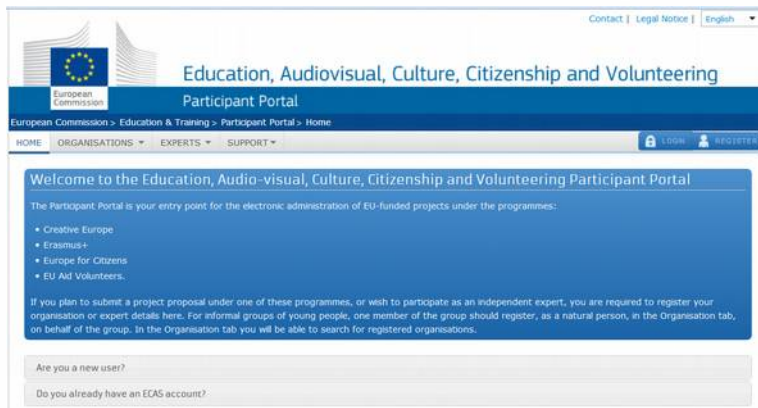 Contact | Legal Notice | English
European
Commission
Education, Audiovisual, Culture, Citizenship and Volunteering
Participant Portal
European Commission > Education & Training > Participant Portal > Home
HOME ORGANISATIONS EXPERTS SUPPORT LOGIN REGISTER
Welcome to the Education, Audio-visual, Culture, Citizenship and Volunteering Participant Portal
The Participant Portal is your entry point for the electronic administration of EU-funded projects under the programmes:
• Creative Europe
• Erasmus+
• Europe for Citizens
• EU Aid Volunteers.
If you plan to submit a project proposal under one of these programmes, or wish to participate as an independent expert, you are required to register your
organisation or expert details here. For informal groups of young people, one member of the group should register, as a natural person, in the Organisation tab,
on behalf of the group. In the Organisation tab you will be able to search for registered organisations.
Are you a new user?
Do you already have an ECAS account?